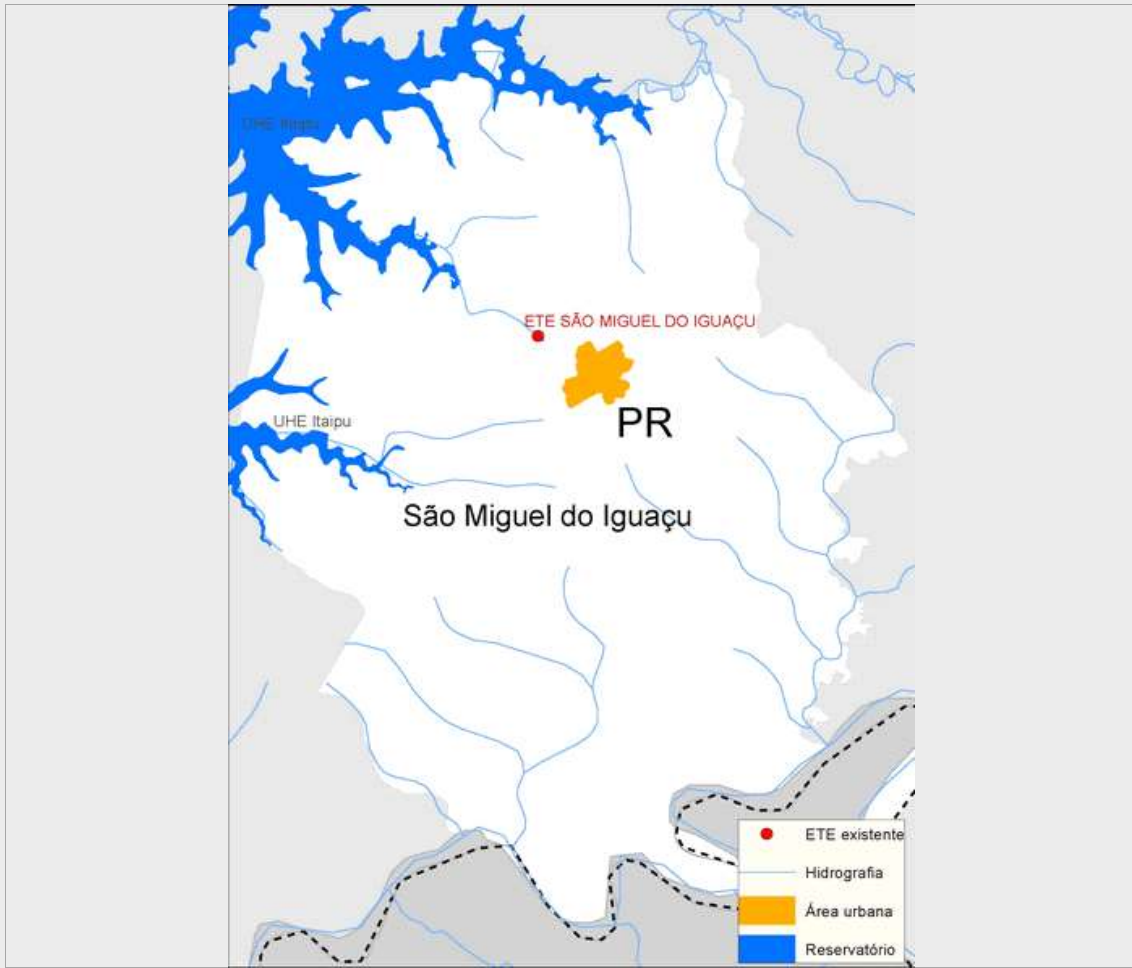 UHE Itaipu
ETE SÃO MIGUEL DO IGUAÇU
PR
UHE Itaipu
São Miguel do Iguaçu
ETE existente
Hidrografia
Área urbana
Reservatório